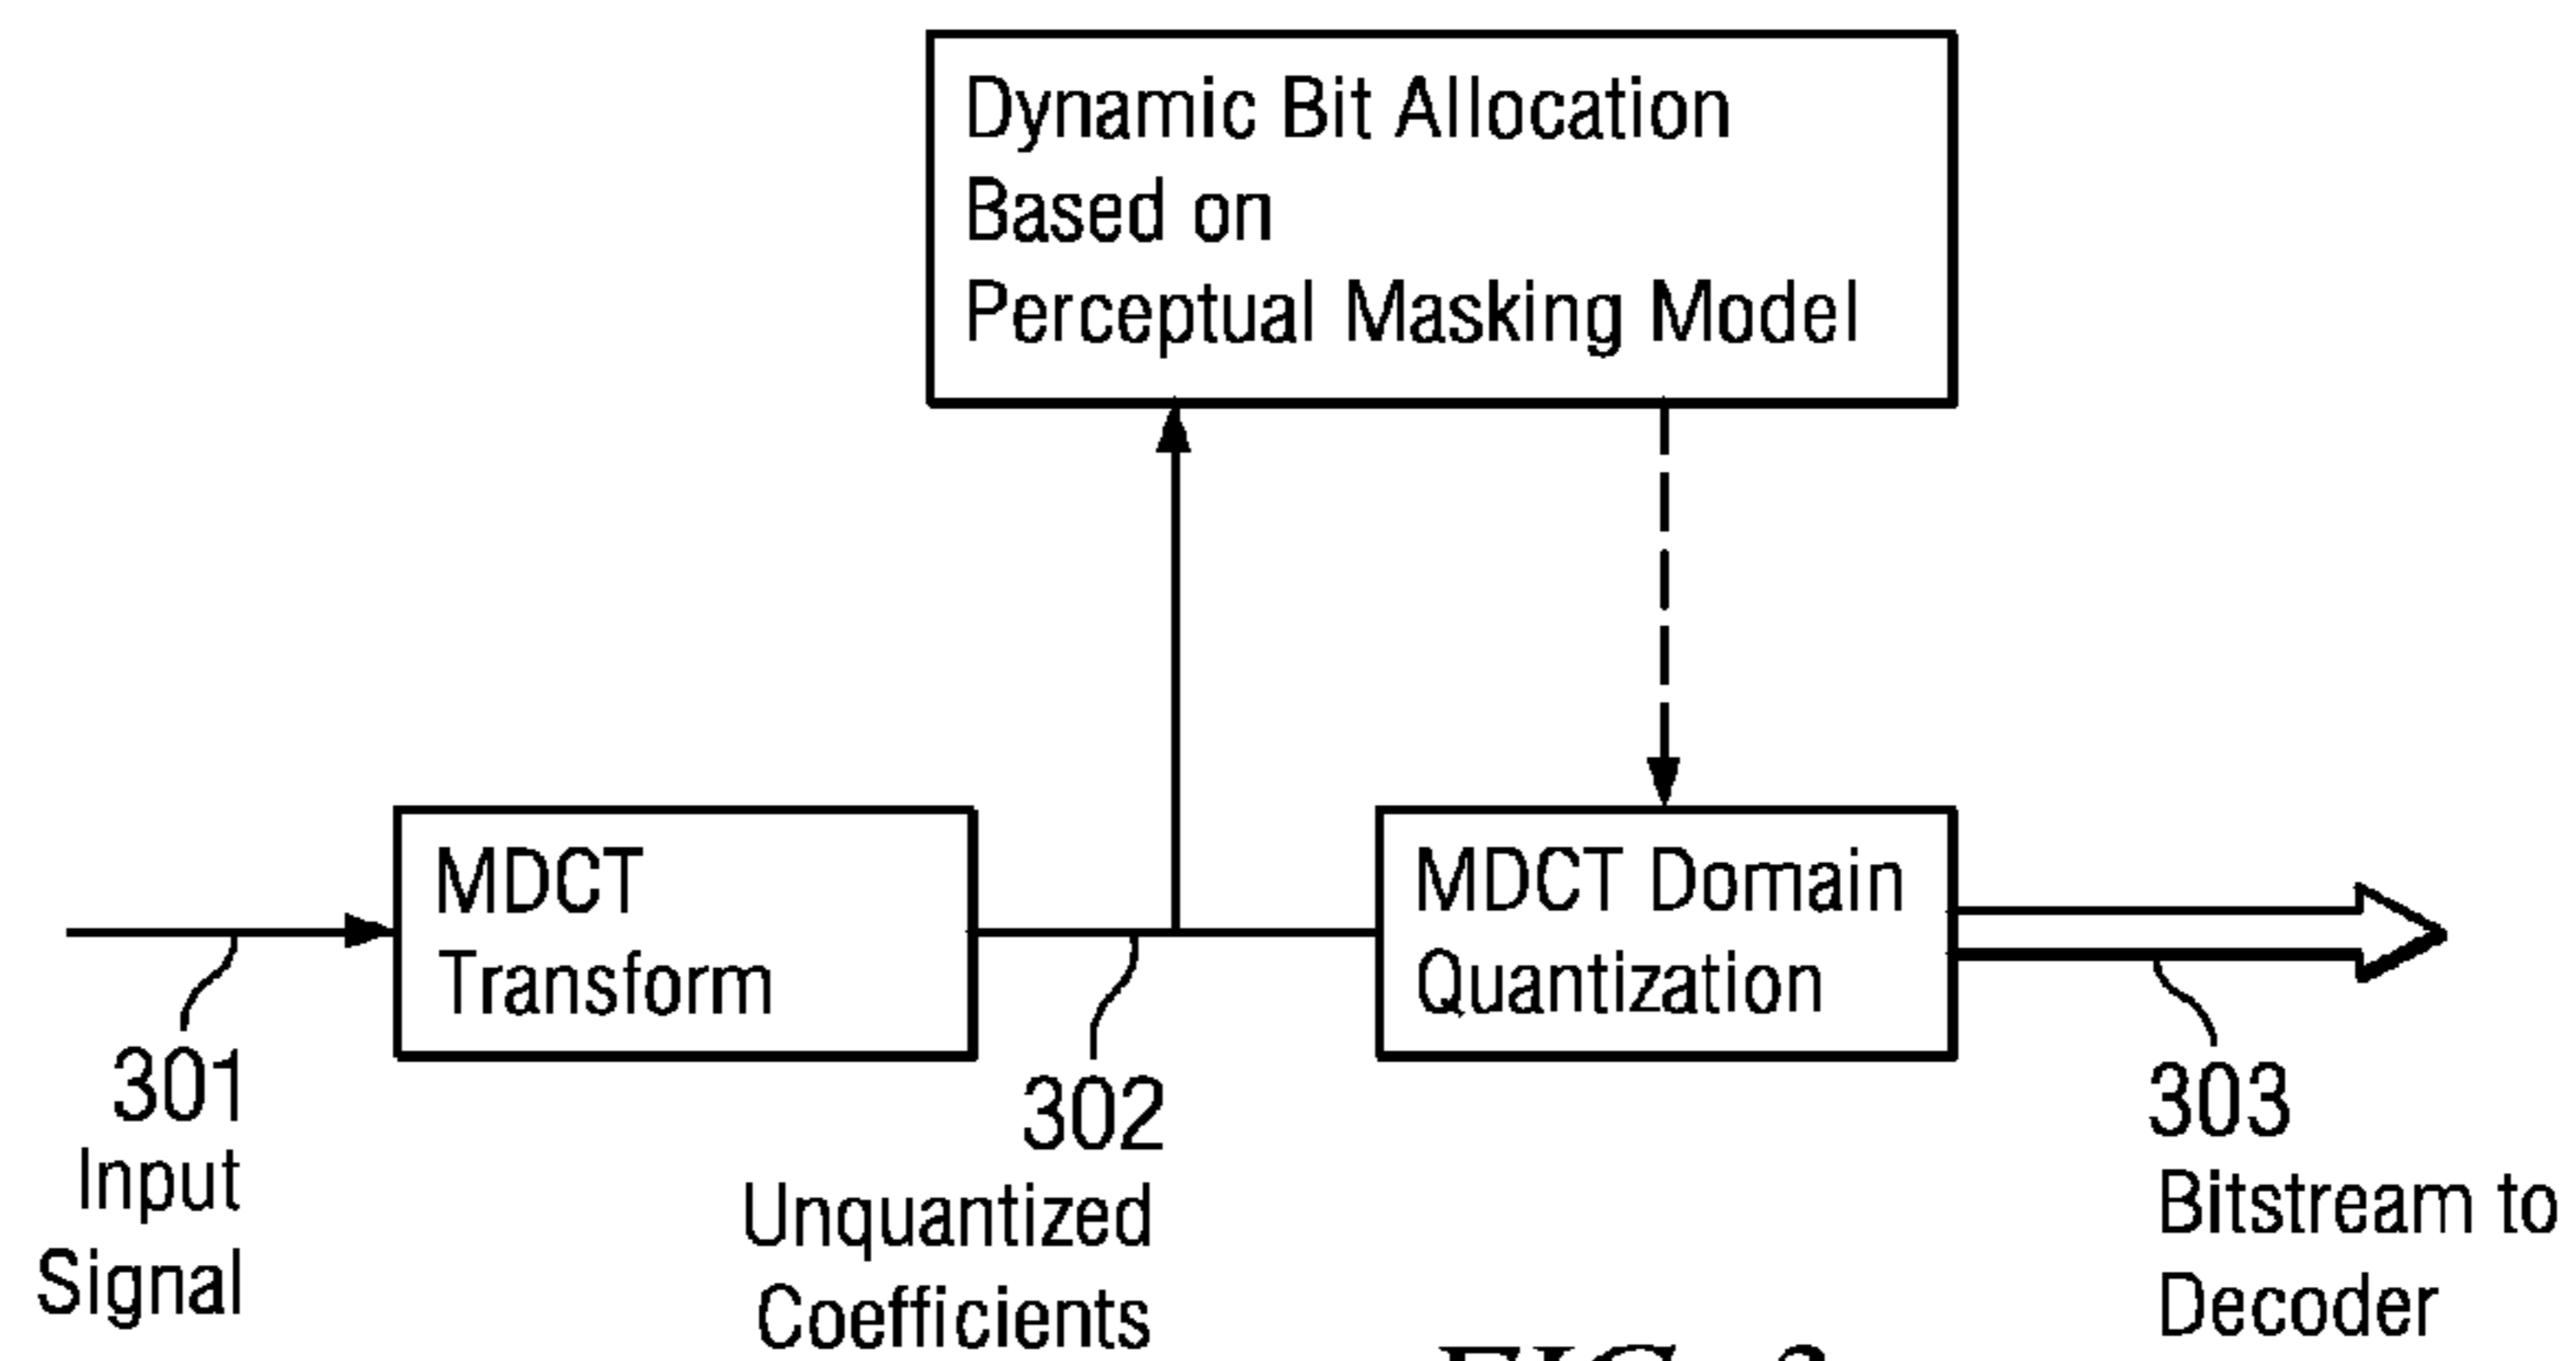 Dynamic Bit Allocation
Based on
Perceptual Masking Model
MDCT
Transform
MDCT Domain
Quantization
301
Input
Signal
302
Unquantized
Coefficients
303
Bitstream to
Decoder